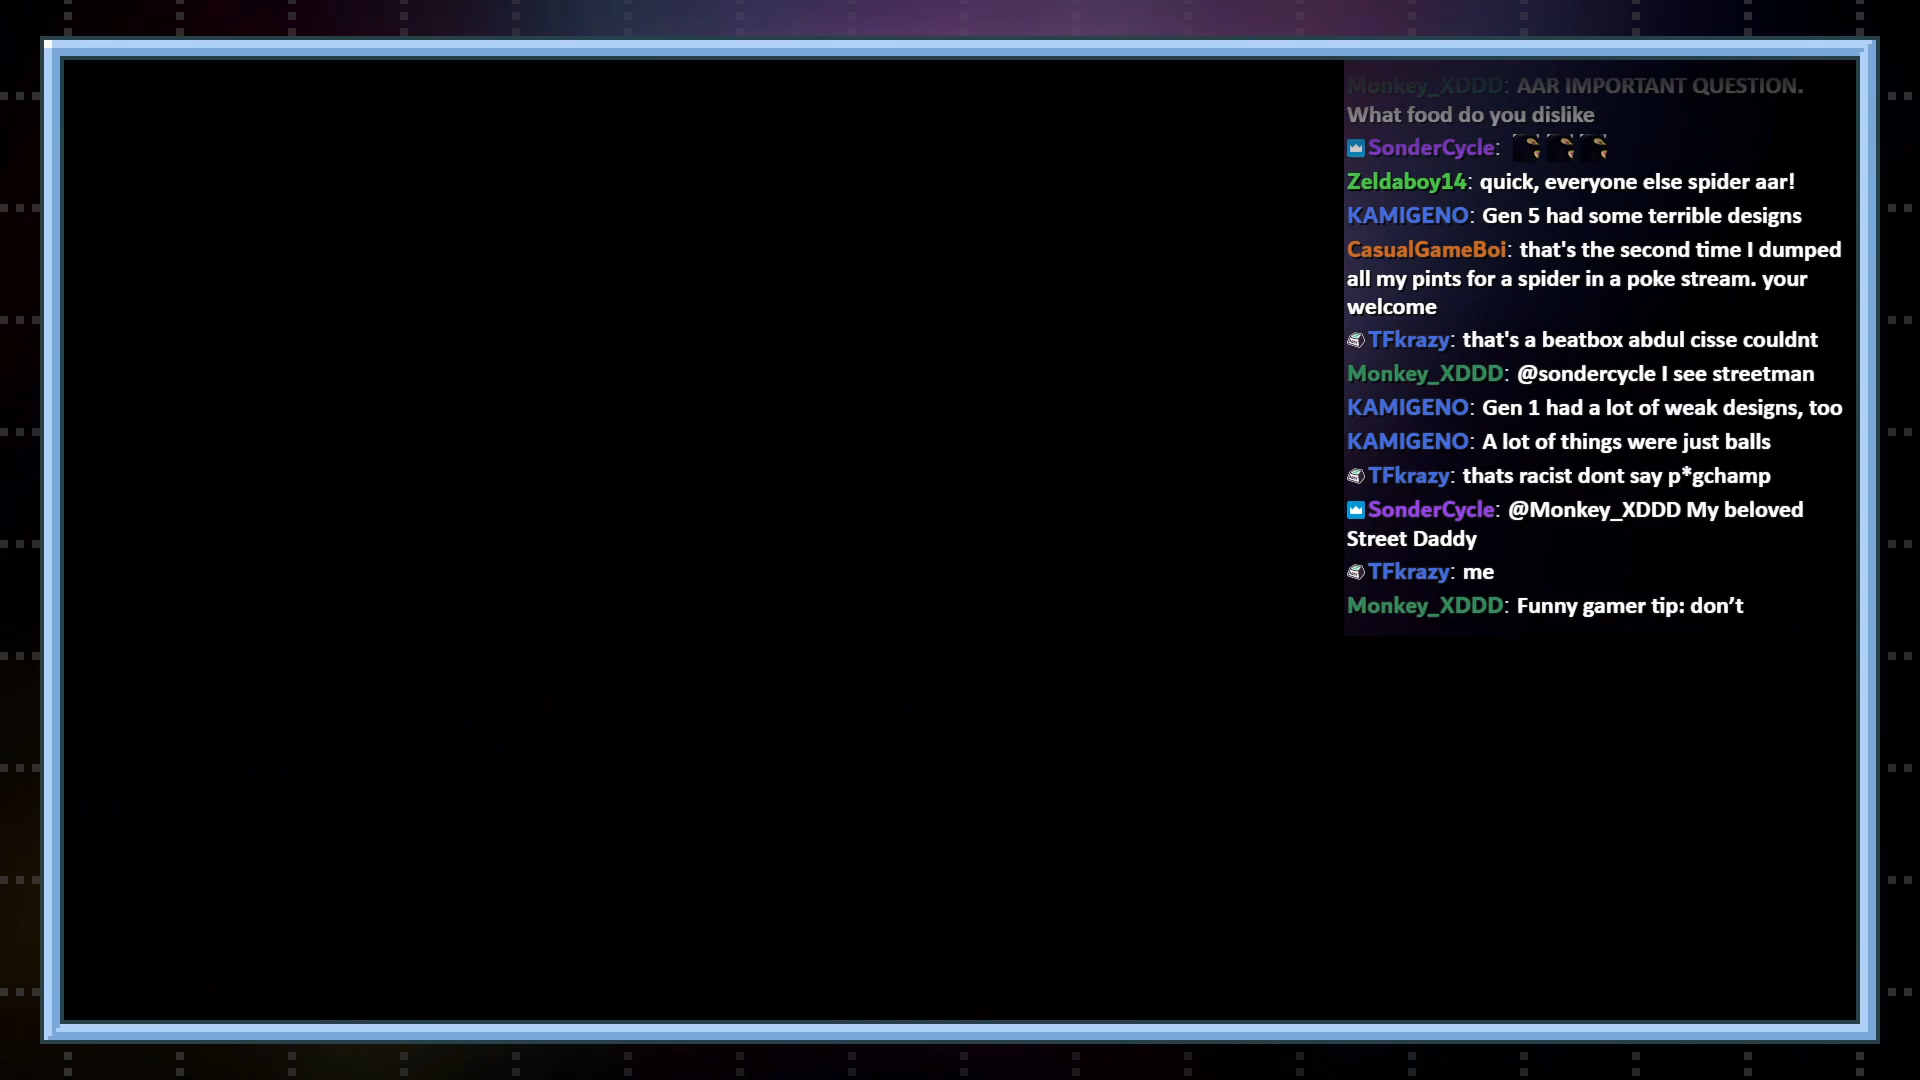 Monkey_XDDD: AAR IMPORTANT QUESTION.
What food do you dislike
SonderCycle:
Zeldaboy14: quick, everyone else spider aar!
KAMIGENO: Gen 5 had some terrible designs
CasualGameBoi: that's the second time I dumped
all my pints for a spider in a poke stream. your
welcome
TFkrazy: that's a beatbox abdul cisse couldnt
Monkey_XDDD: @sondercycle I see streetman
KAMIGENO: Gen 1 had a lot of weak designs, too
KAMIGENO: A lot of things were just balls
TFkrazy: thats racist dont say p*gchamp
SonderCycle: @Monkey_XDDD My beloved
Street Daddy
TFkrazy: me
Monkey_XDDD: Funny gamer tip: don’t